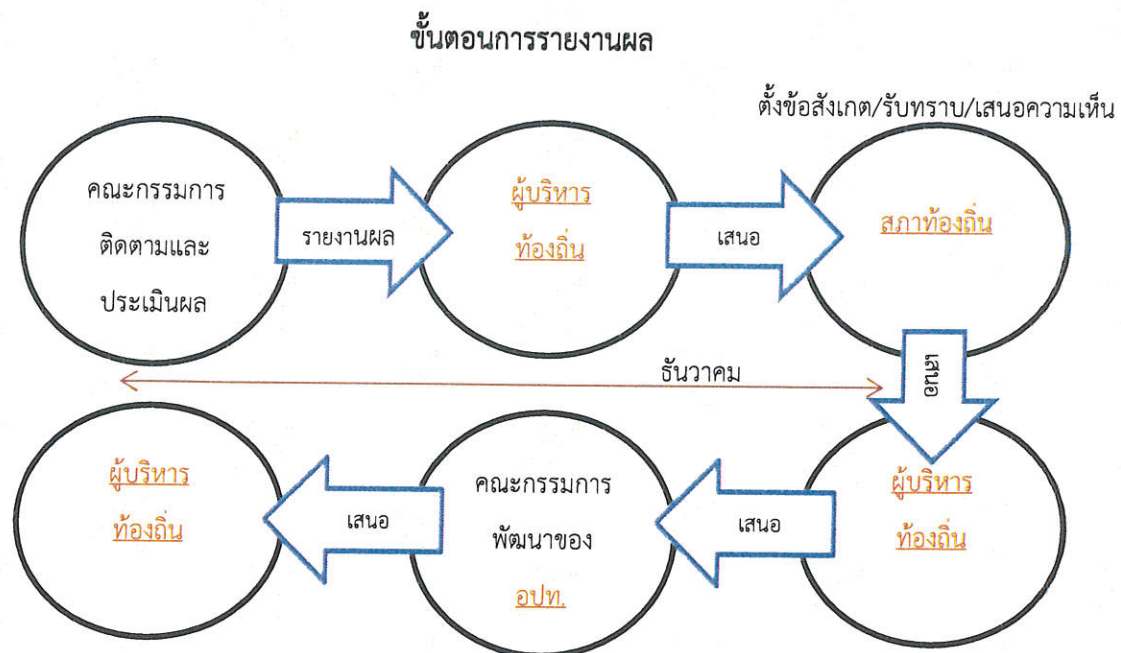 ขั้นตอนการรายงานผล
ตั้งข้อสังเกต/รับทราบ/เสนอความเห็น
คณะกรรมการ
ติดตามและ
ประเมินผล
รายงานผล
ผู้บริหาร
ท้องถิ่น
เสนอ
สภาท้องถิ่น
เสนอ
ธันวาคม
ผู้บริหาร
ท้องถิ่น
เสนอ
คณะกรรมการ
พัฒนาของ
อปท.
เสนอ
ผู้บริหาร
ท้องถิ่น